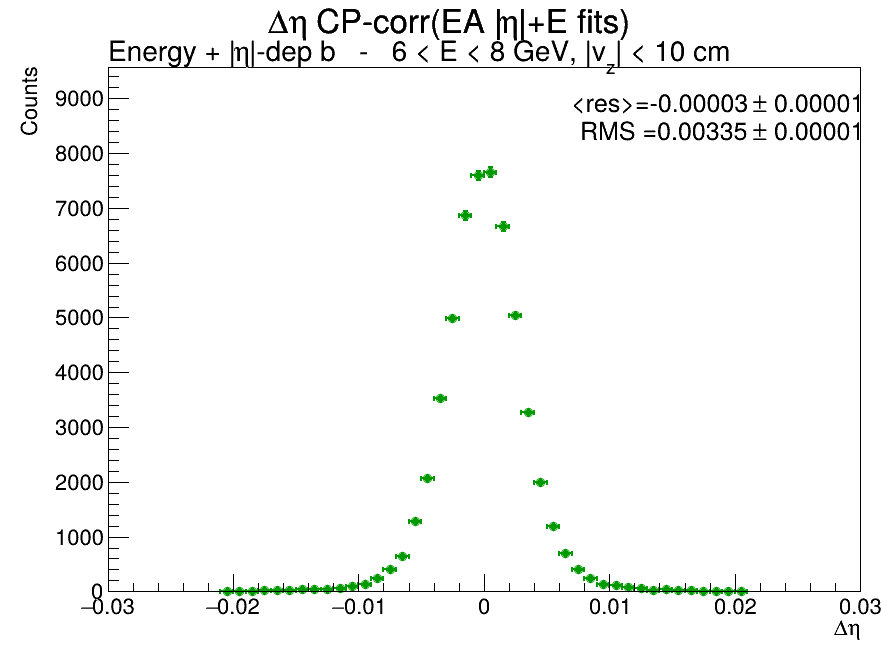 Δη CP-corr(EA |η|+E fits)
Energy + |η|-dep b - 6 < E < 8 GeV, |v_z| < 10 cm
<res>=-0.00003 ± 0.00001
RMS =0.00335 ± 0.00001
Counts
9000
8000
7000
6000
5000
4000
3000
2000
1000
0
−0.03 −0.02 −0.01 0 0.01 0.02 0.03
Δη